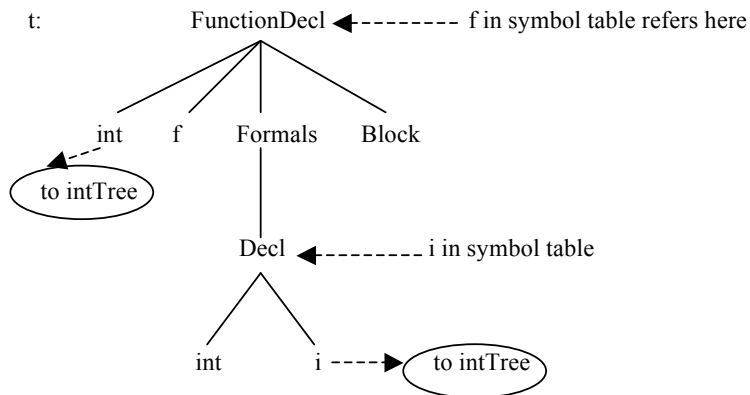 t: FunctionDecl f in symbol table refers here
int f Formals Block
to intTree
Decl i in symbol table
int i to intTree